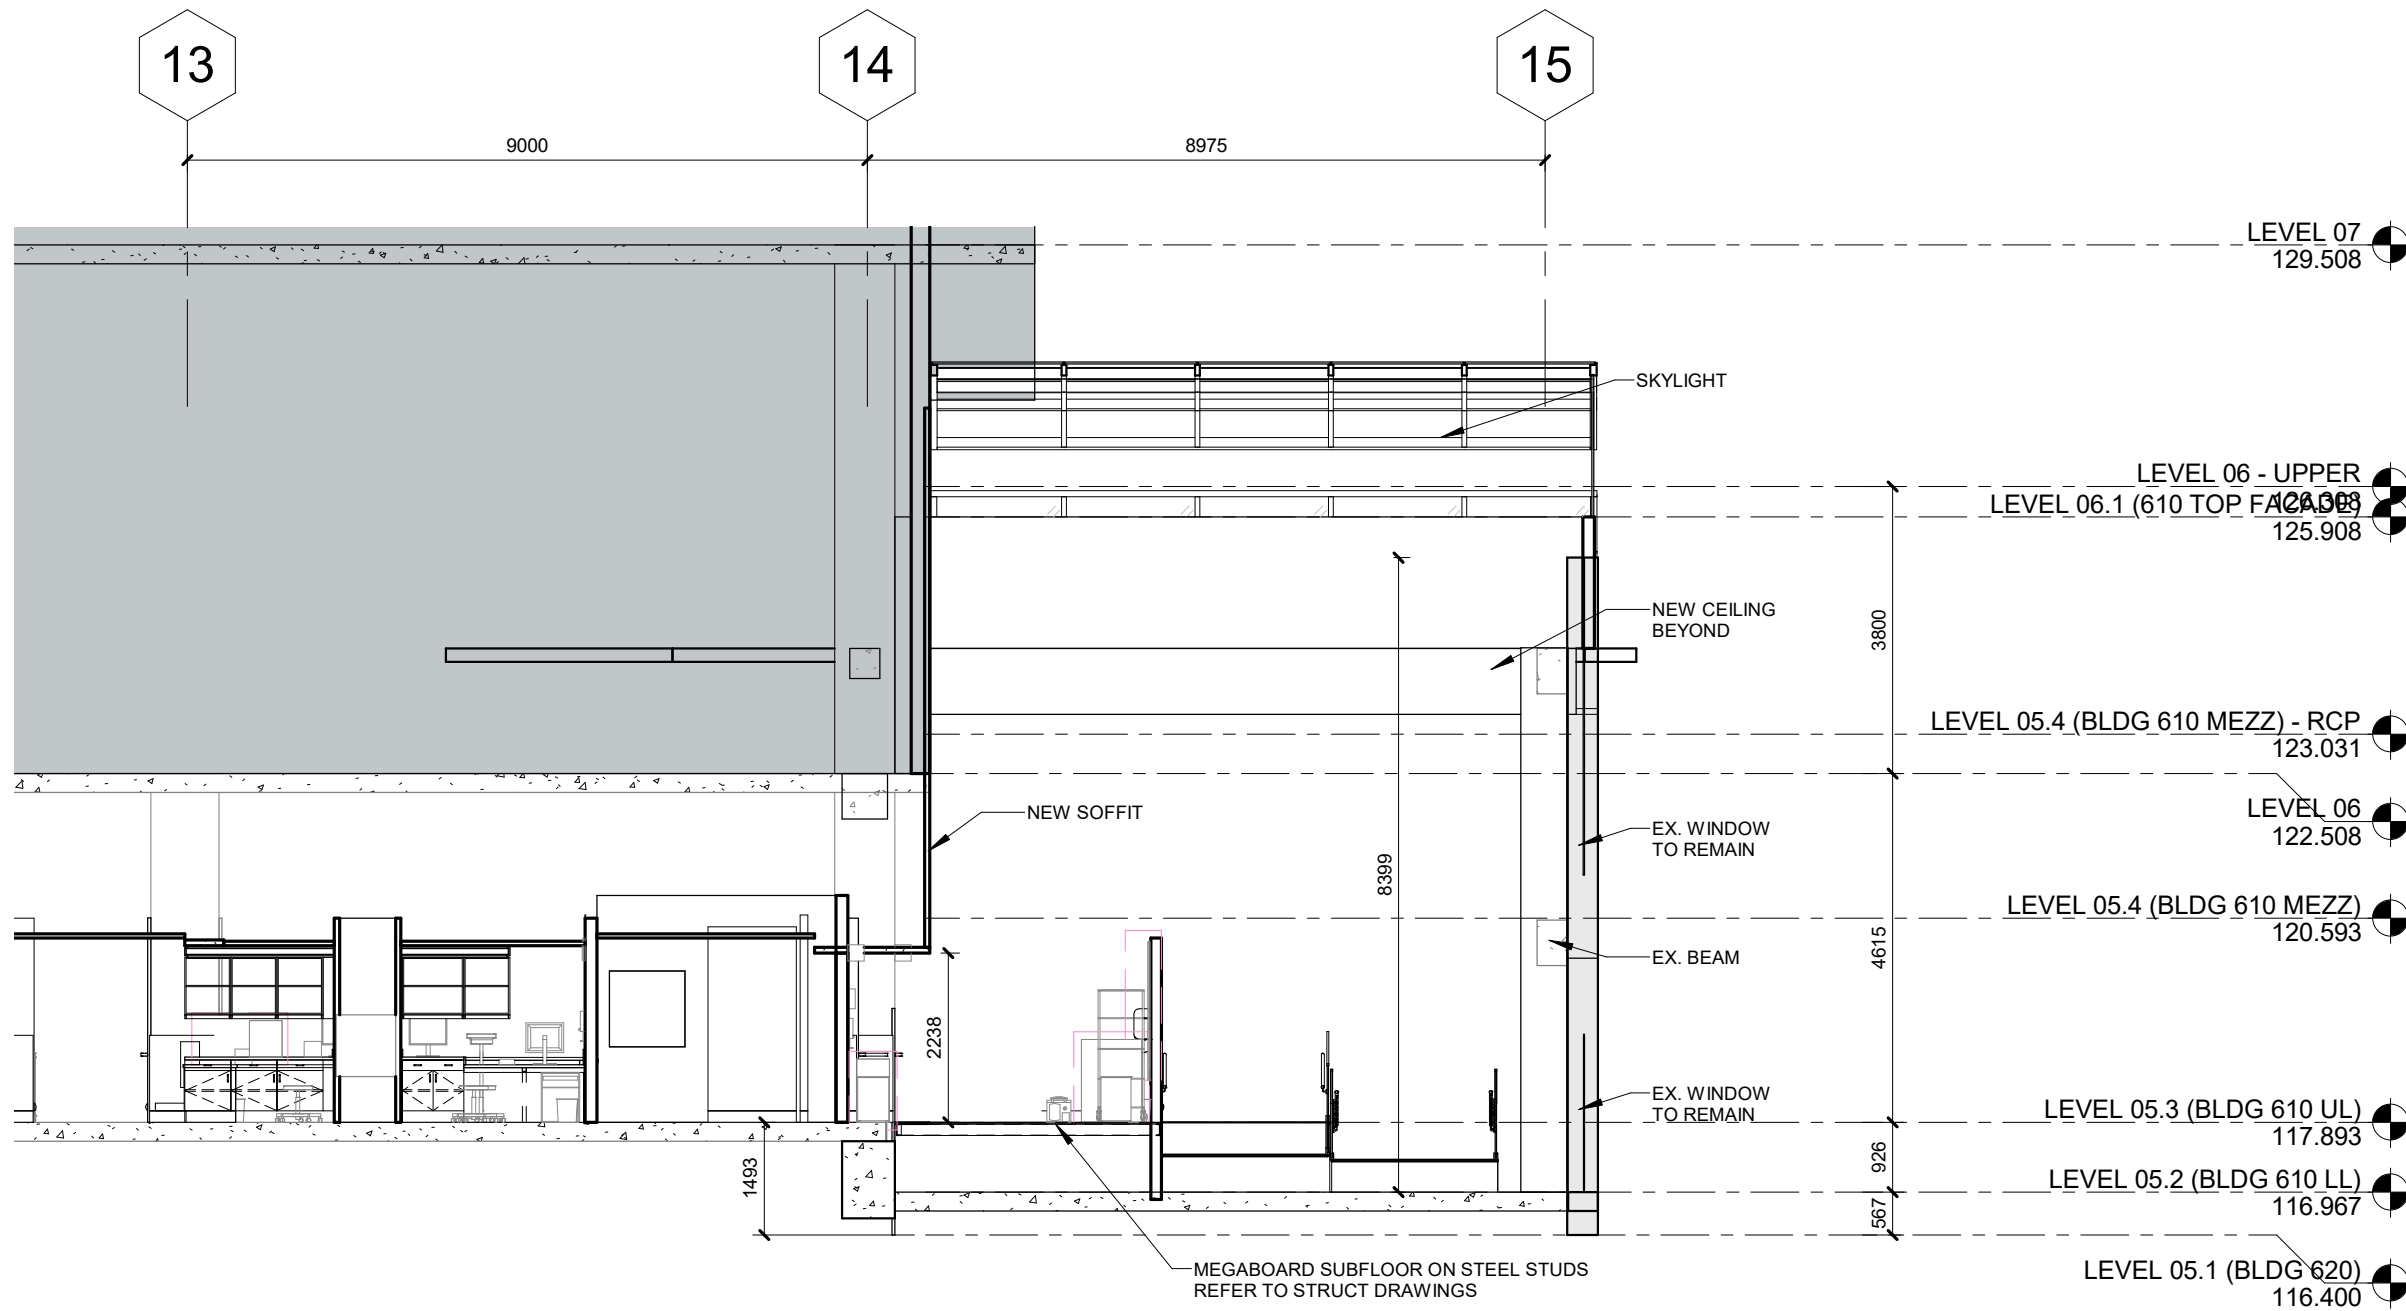 13
14
15
9000
8975
LEVEL 07
129.508
SKYLIGHT
LEVEL 06 - UPPER
126.308
LEVEL 06.1 (610 TOP FACADE)
125.908
NEW CEILING
BEYOND
3800
LEVEL 05.4 (BLDG 610 MEZZ) - RCP
123.031
NEW SOFFIT
EX. WINDOW
TO REMAIN
LEVEL 06
122.508
8399
LEVEL 05.4 (BLDG 610 MEZZ)
120.593
EX. BEAM
4615
2238
EX. WINDOW
TO REMAIN
LEVEL 05.3 (BLDG 610 UL)
117.893
1493
926
LEVEL 05.2 (BLDG 610 LL)
116.967
567
MEGABOARD SUBFLOOR ON STEEL STUDS
REFER TO STRUCT DRAWINGS
LEVEL 05.1 (BLDG 620)
116.400